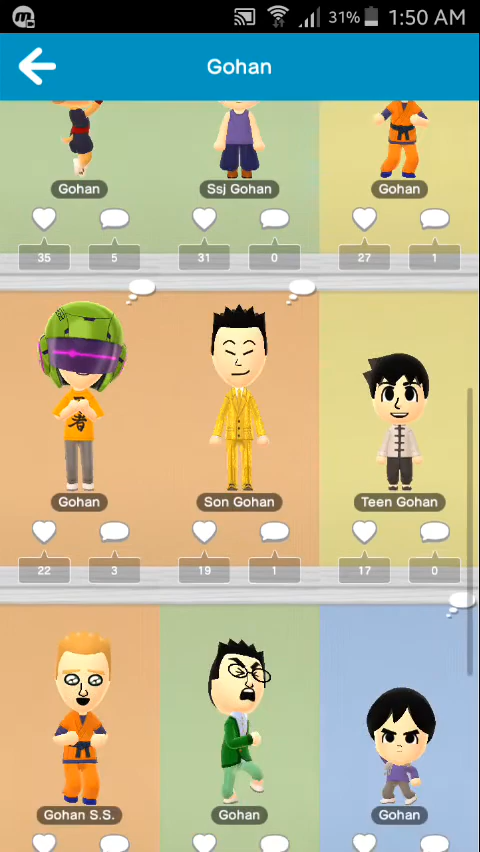 31% 1:50 AM
Gohan
Gohan Ssj Gohan Gohan
35 5 31 0 27 1
者
Gohan Son Gohan Teen Gohan
22 3 19 1 17 0
Gohan S.S. Gohan Gohan